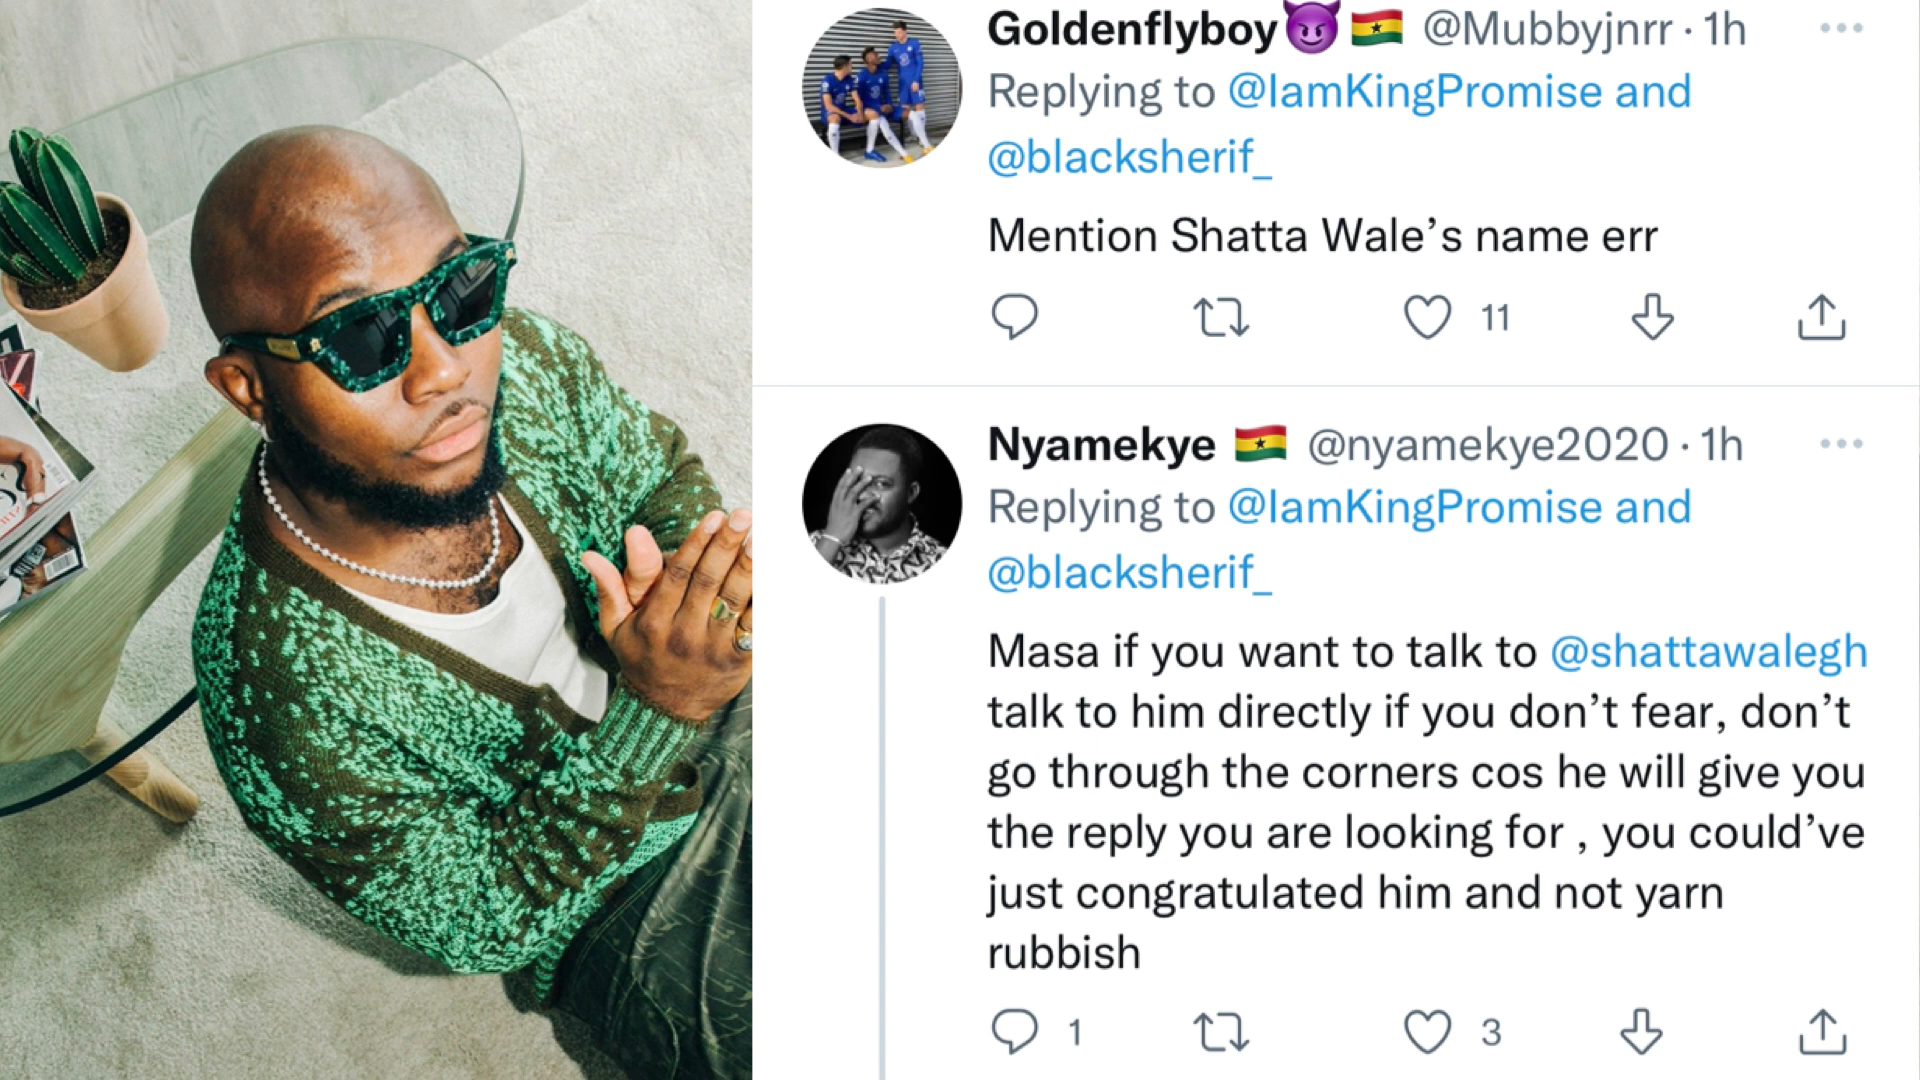 Goldenflyboy😈🇬🇭 @Mubbyjnrr · 1h
Replying to @IamKingPromise and
@blacksherif_
Mention Shatta Wale’s name err
11
Nyamekye 🇬🇭 @nyamekye2020 · 1h
Replying to @IamKingPromise and
@blacksherif_
Masa if you want to talk to @shattawalegh
talk to him directly if you don’t fear, don’t
go through the corners cos he will give you
the reply you are looking for , you could’ve
just congratulated him and not yarn
rubbish
1 3